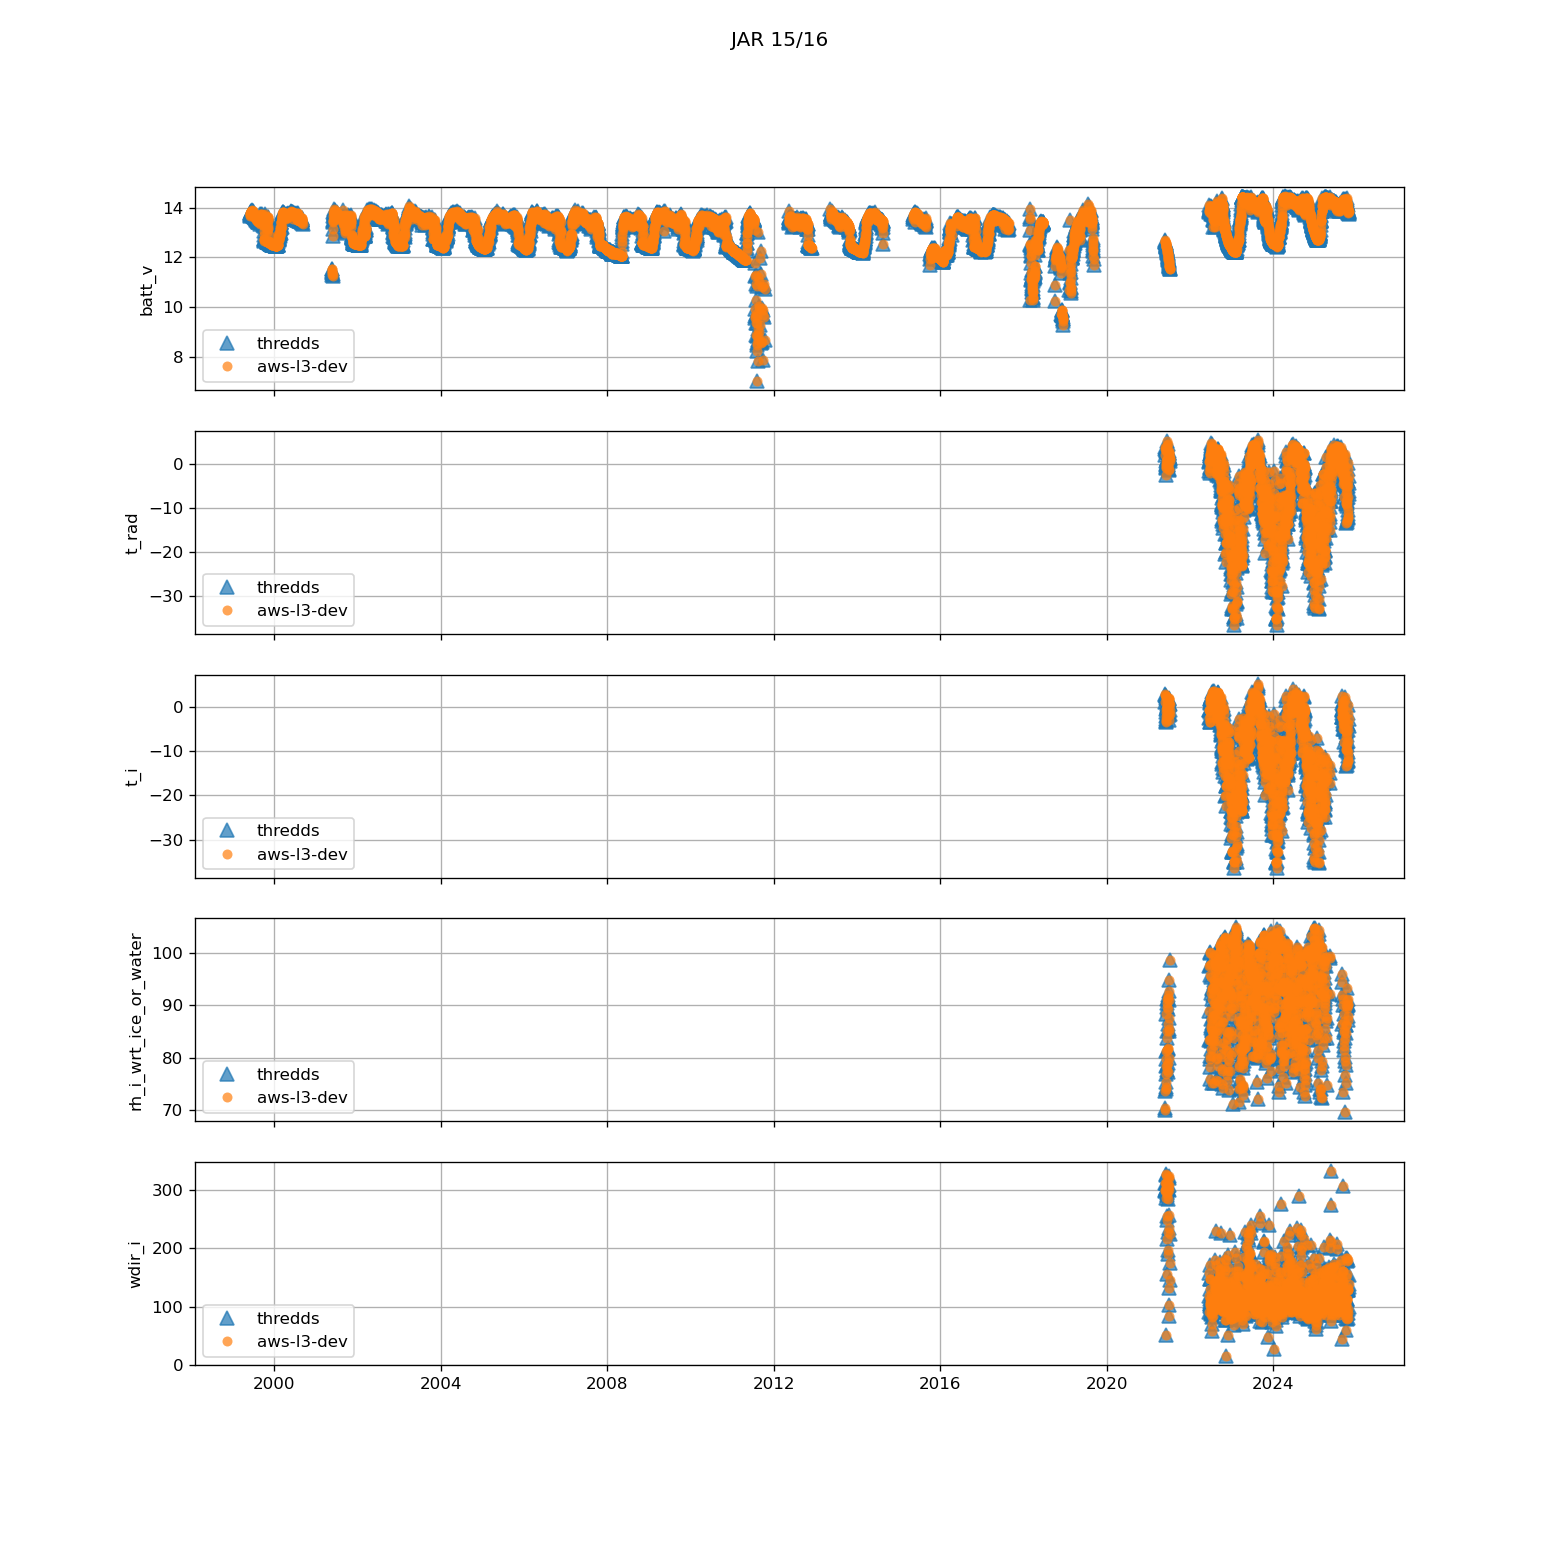 JAR 15/16
14
12
10
8
batt_v
thredds
aws-l3-dev
0
−10
−20
−30
t_rad
thredds
aws-l3-dev
0
−10
−20
−30
t_i
thredds
aws-l3-dev
100
90
80
70
rh_i_wrt_ice_or_water
thredds
aws-l3-dev
300
200
100
0
wdir_i
thredds
aws-l3-dev
2000 2004 2008 2012 2016 2020 2024